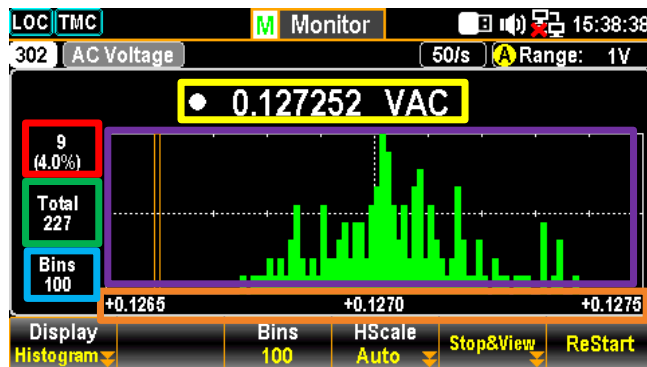 LOC TMC M Monitor 15:38:38
302 AC Voltage 50/s A Range: 1V
0.127252 VAC
9
(4.0%)
Total
227
Bins
100
+0.1265 +0.1270 +0.1275
Display Bins HScale Stop&View ReStart
Histogram 100 Auto